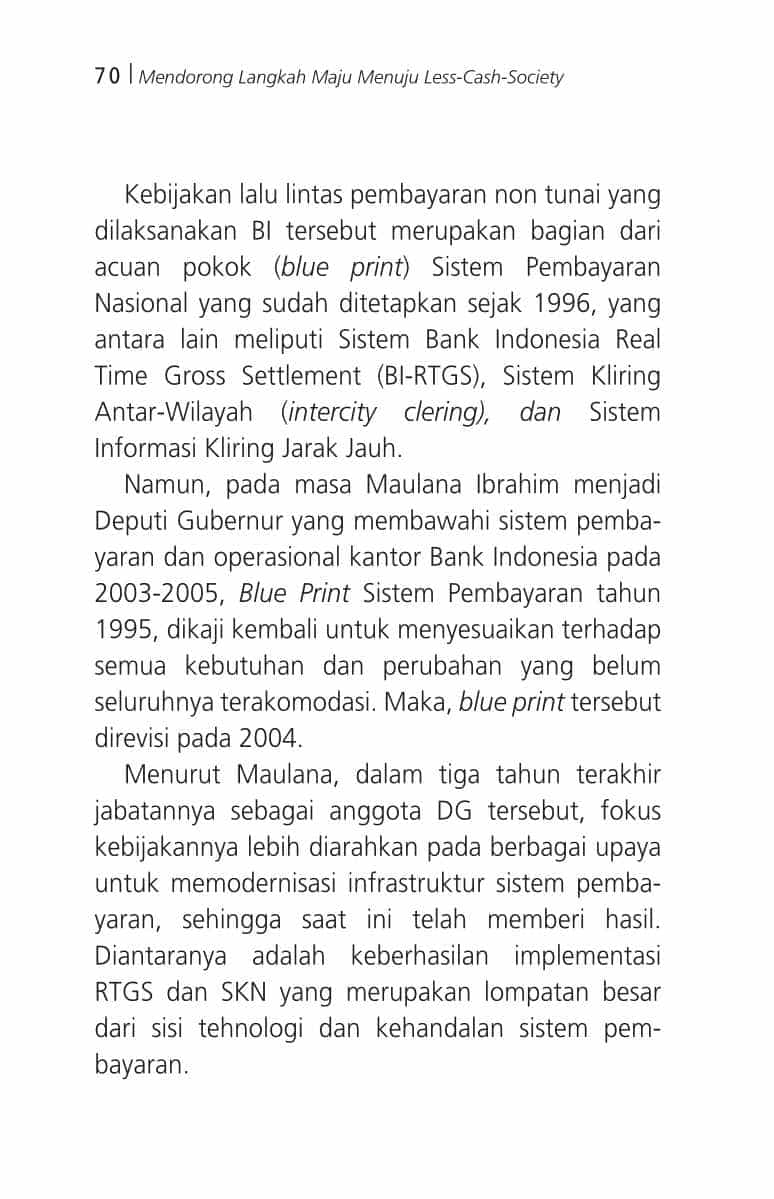 70 | Mendorong Langkah Maju Menuju Less-Cash-Society
Kebijakan lalu lintas pembayaran non tunai yang
dilaksanakan BI tersebut merupakan bagian dari
acuan pokok (blue print) Sistem Pembayaran
Nasional yang sudah ditetapkan sejak 1996, yang
antara lain meliputi Sistem Bank Indonesia Real
Time Gross Settlement (BI-RTGS), Sistem Kliring
Antar-Wilayah (intercity clering), dan Sistem
Informasi Kliring Jarak Jauh.
Namun, pada masa Maulana Ibrahim menjadi
Deputi Gubernur yang membawahi sistem pemba-
yaran dan operasional kantor Bank Indonesia pada
2003-2005, Blue Print Sistem Pembayaran tahun
1995, dikaji kembali untuk menyesuaikan terhadap
semua kebutuhan dan perubahan yang belum
seluruhnya terakomodasi. Maka, blue print tersebut
direvisi pada 2004.
Menurut Maulana, dalam tiga tahun terakhir
jabatannya sebagai anggota DG tersebut, fokus
kebijakannya lebih diarahkan pada berbagai upaya
untuk memodernisasi infrastruktur sistem pemba-
yaran, sehingga saat ini telah memberi hasil.
Diantaranya adalah keberhasilan implementasi
RTGS dan SKN yang merupakan lompatan besar
dari sisi tehnologi dan kehandalan sistem pem-
bayaran.